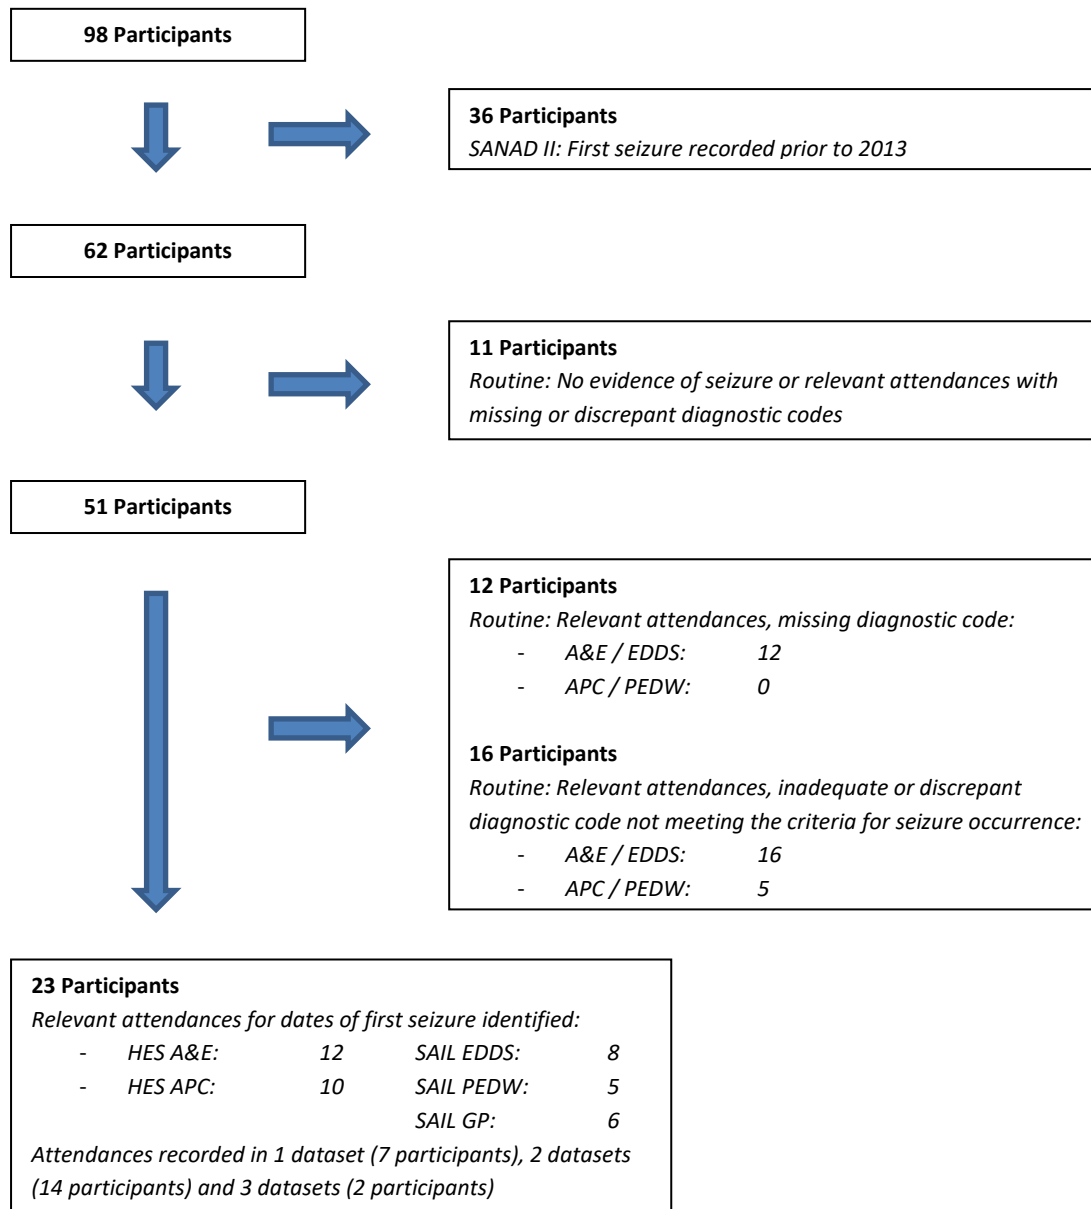 98 Participants
36 Participants
SANAD II: First seizure recorded prior to 2013
62 Participants
11 Participants
Routine: No evidence of seizure or relevant attendances with
missing or discrepant diagnostic codes
51 Participants
12 Participants
Routine: Relevant attendances, missing diagnostic code:
- A&E / EDDS: 12
- APC / PEDW: 0
16 Participants
Routine: Relevant attendances, inadequate or discrepant
diagnostic code not meeting the criteria for seizure occurrence:
- A&E / EDDS: 16
- APC / PEDW: 5
23 Participants
Relevant attendances for dates of first seizure identified:
- HES A&E: 12 SAIL EDDS: 8
- HES APC: 10 SAIL PEDW: 5
SAIL GP: 6
Attendances recorded in 1 dataset (7 participants), 2 datasets
(14 participants) and 3 datasets (2 participants)